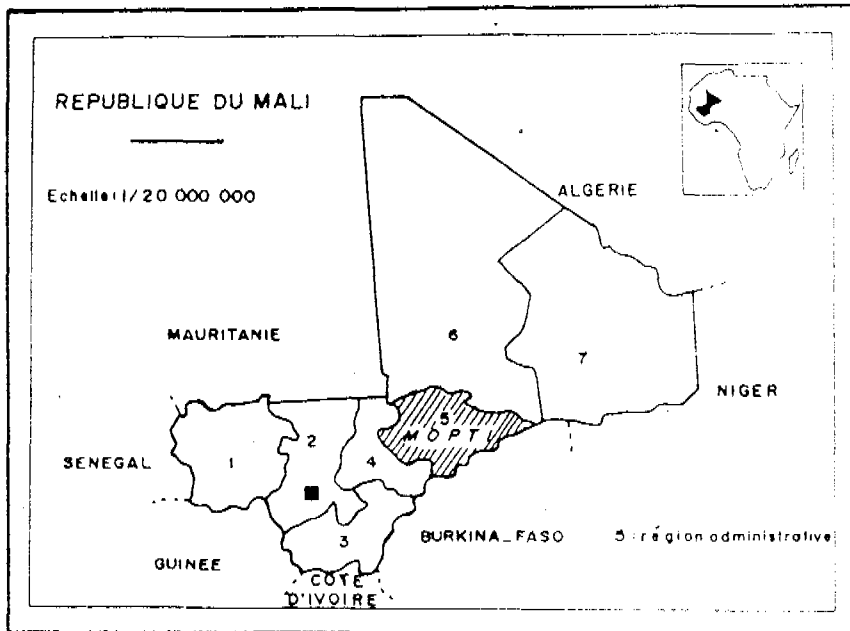 REPUBLIQUE DU MALI
Echelle: 1/20 000 000
ALGERIE
MAURITANIE
6
7
NIGER
5
MOPTI
2
SENEGAL
1
4
3
BURKINA_FASO
5 : région administrative
GUINEE
COTE
D'IVOIRE